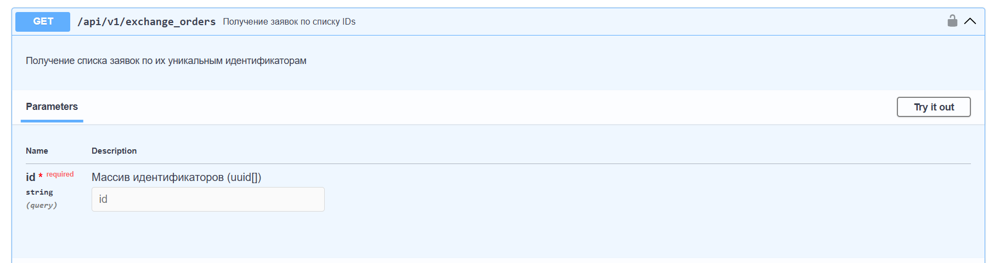 GET /api/v1/exchange_orders Получение заявок по списку IDs
Получение списка заявок по их уникальным идентификаторам
Parameters
Try it out
Name Description
id * required Массив идентификаторов (uuid[])
string
id
(query)